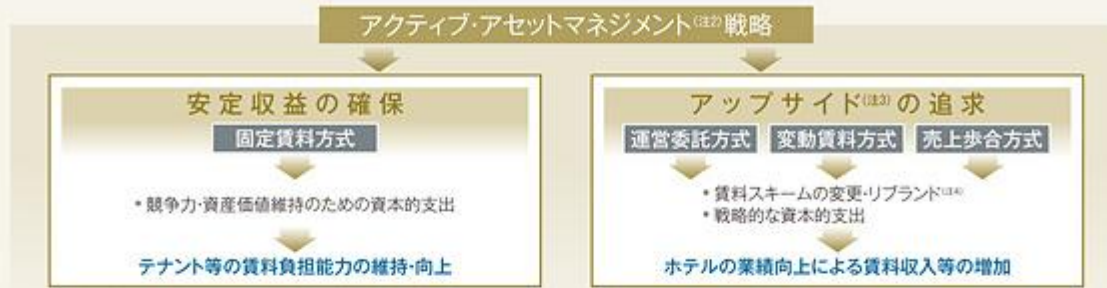 アクティブ・アセットマネジメント(注2)戦略
安定収益の確保
固定賃料方式
*競争力・資産価値維持のための資本的支出
テナント等の賃料負担能力の維持・向上
アップサイド(注3)の追求
運営委託方式 変動賃料方式 売上歩合方式
*賃料スキームの変更・リブランド(注4)
*戦略的な資本的支出
ホテルの業績向上による賃料収入等の増加